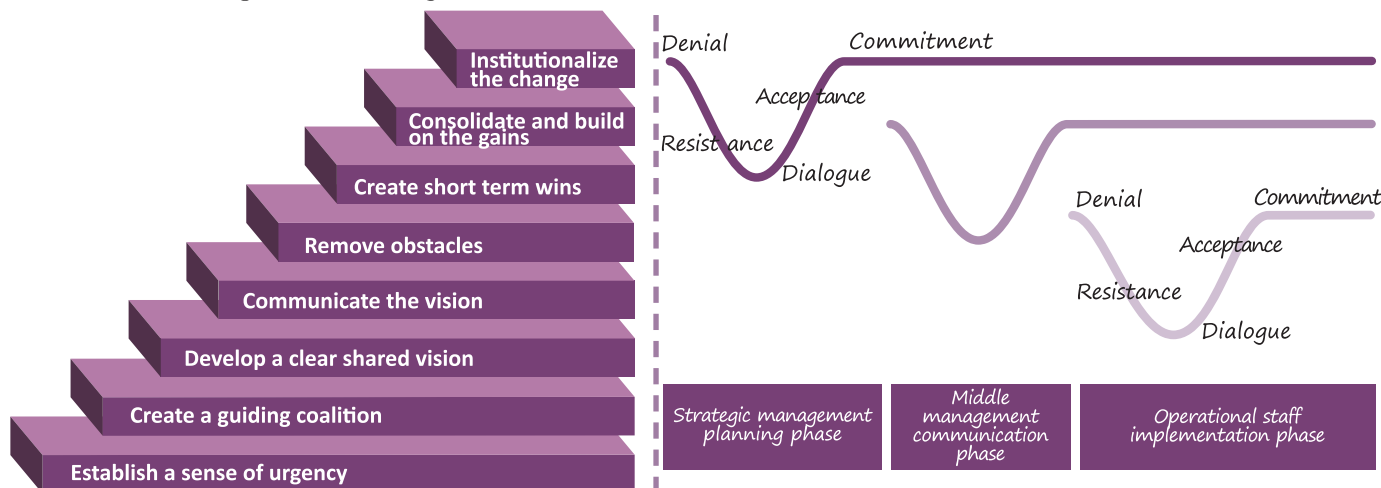 Institutionalize
the change
Consolidate and build
on the gains
Create short term wins
Remove obstacles
Communicate the vision
Develop a clear shared vision
Create a guiding coalition
Establish a sense of urgency
Denial
Commitment
Acceptance
Resistance
Dialogue
Denial
Commitment
Acceptance
Resistance
Dialogue
Strategic management
planning phase
Middle
management
communication
phase
Operational staff
implementation phase